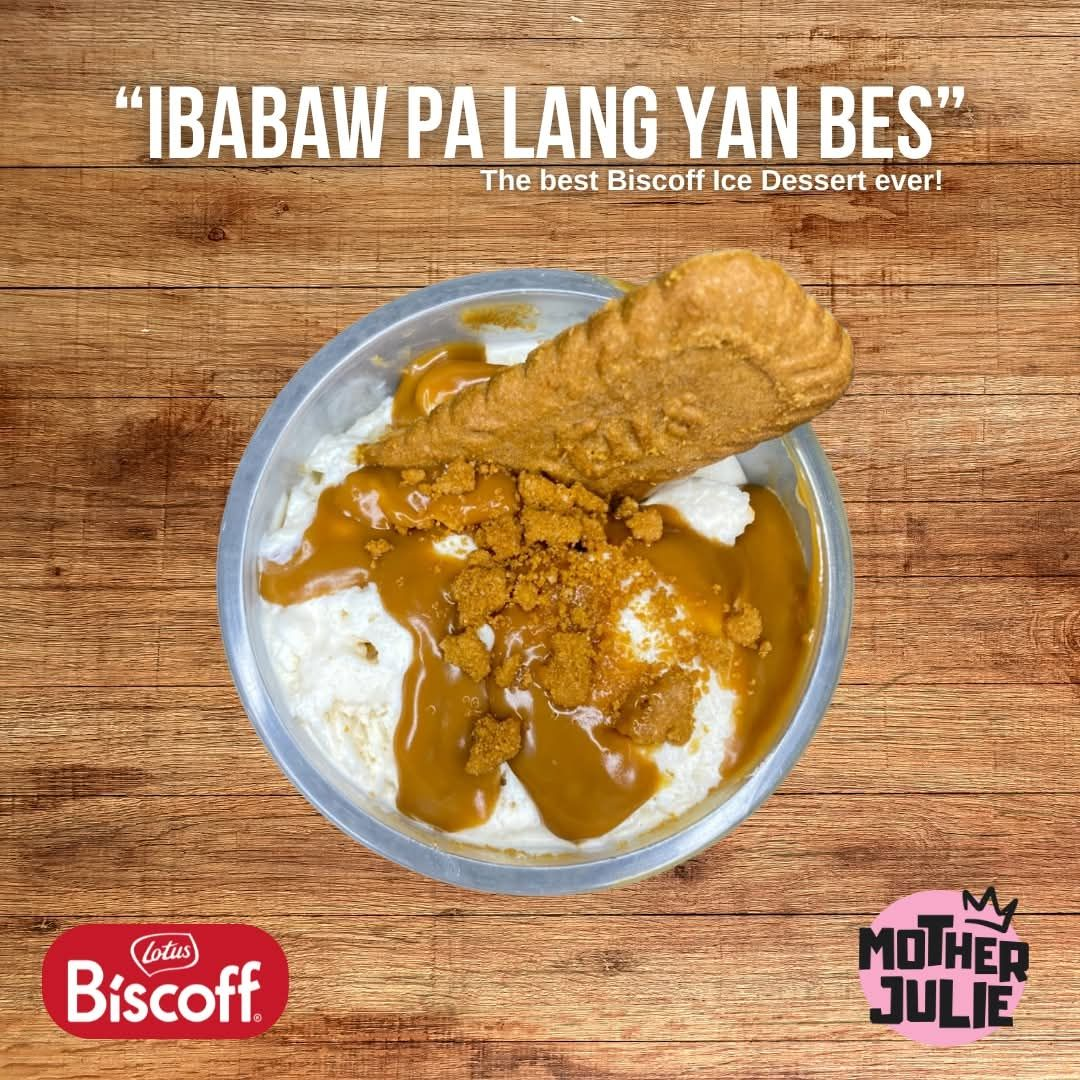 “IBABAW PA LANG YAN BES”
The best Biscoff Ice Dessert ever!
Lotus
Biscoff®
MOTHER
JULIE